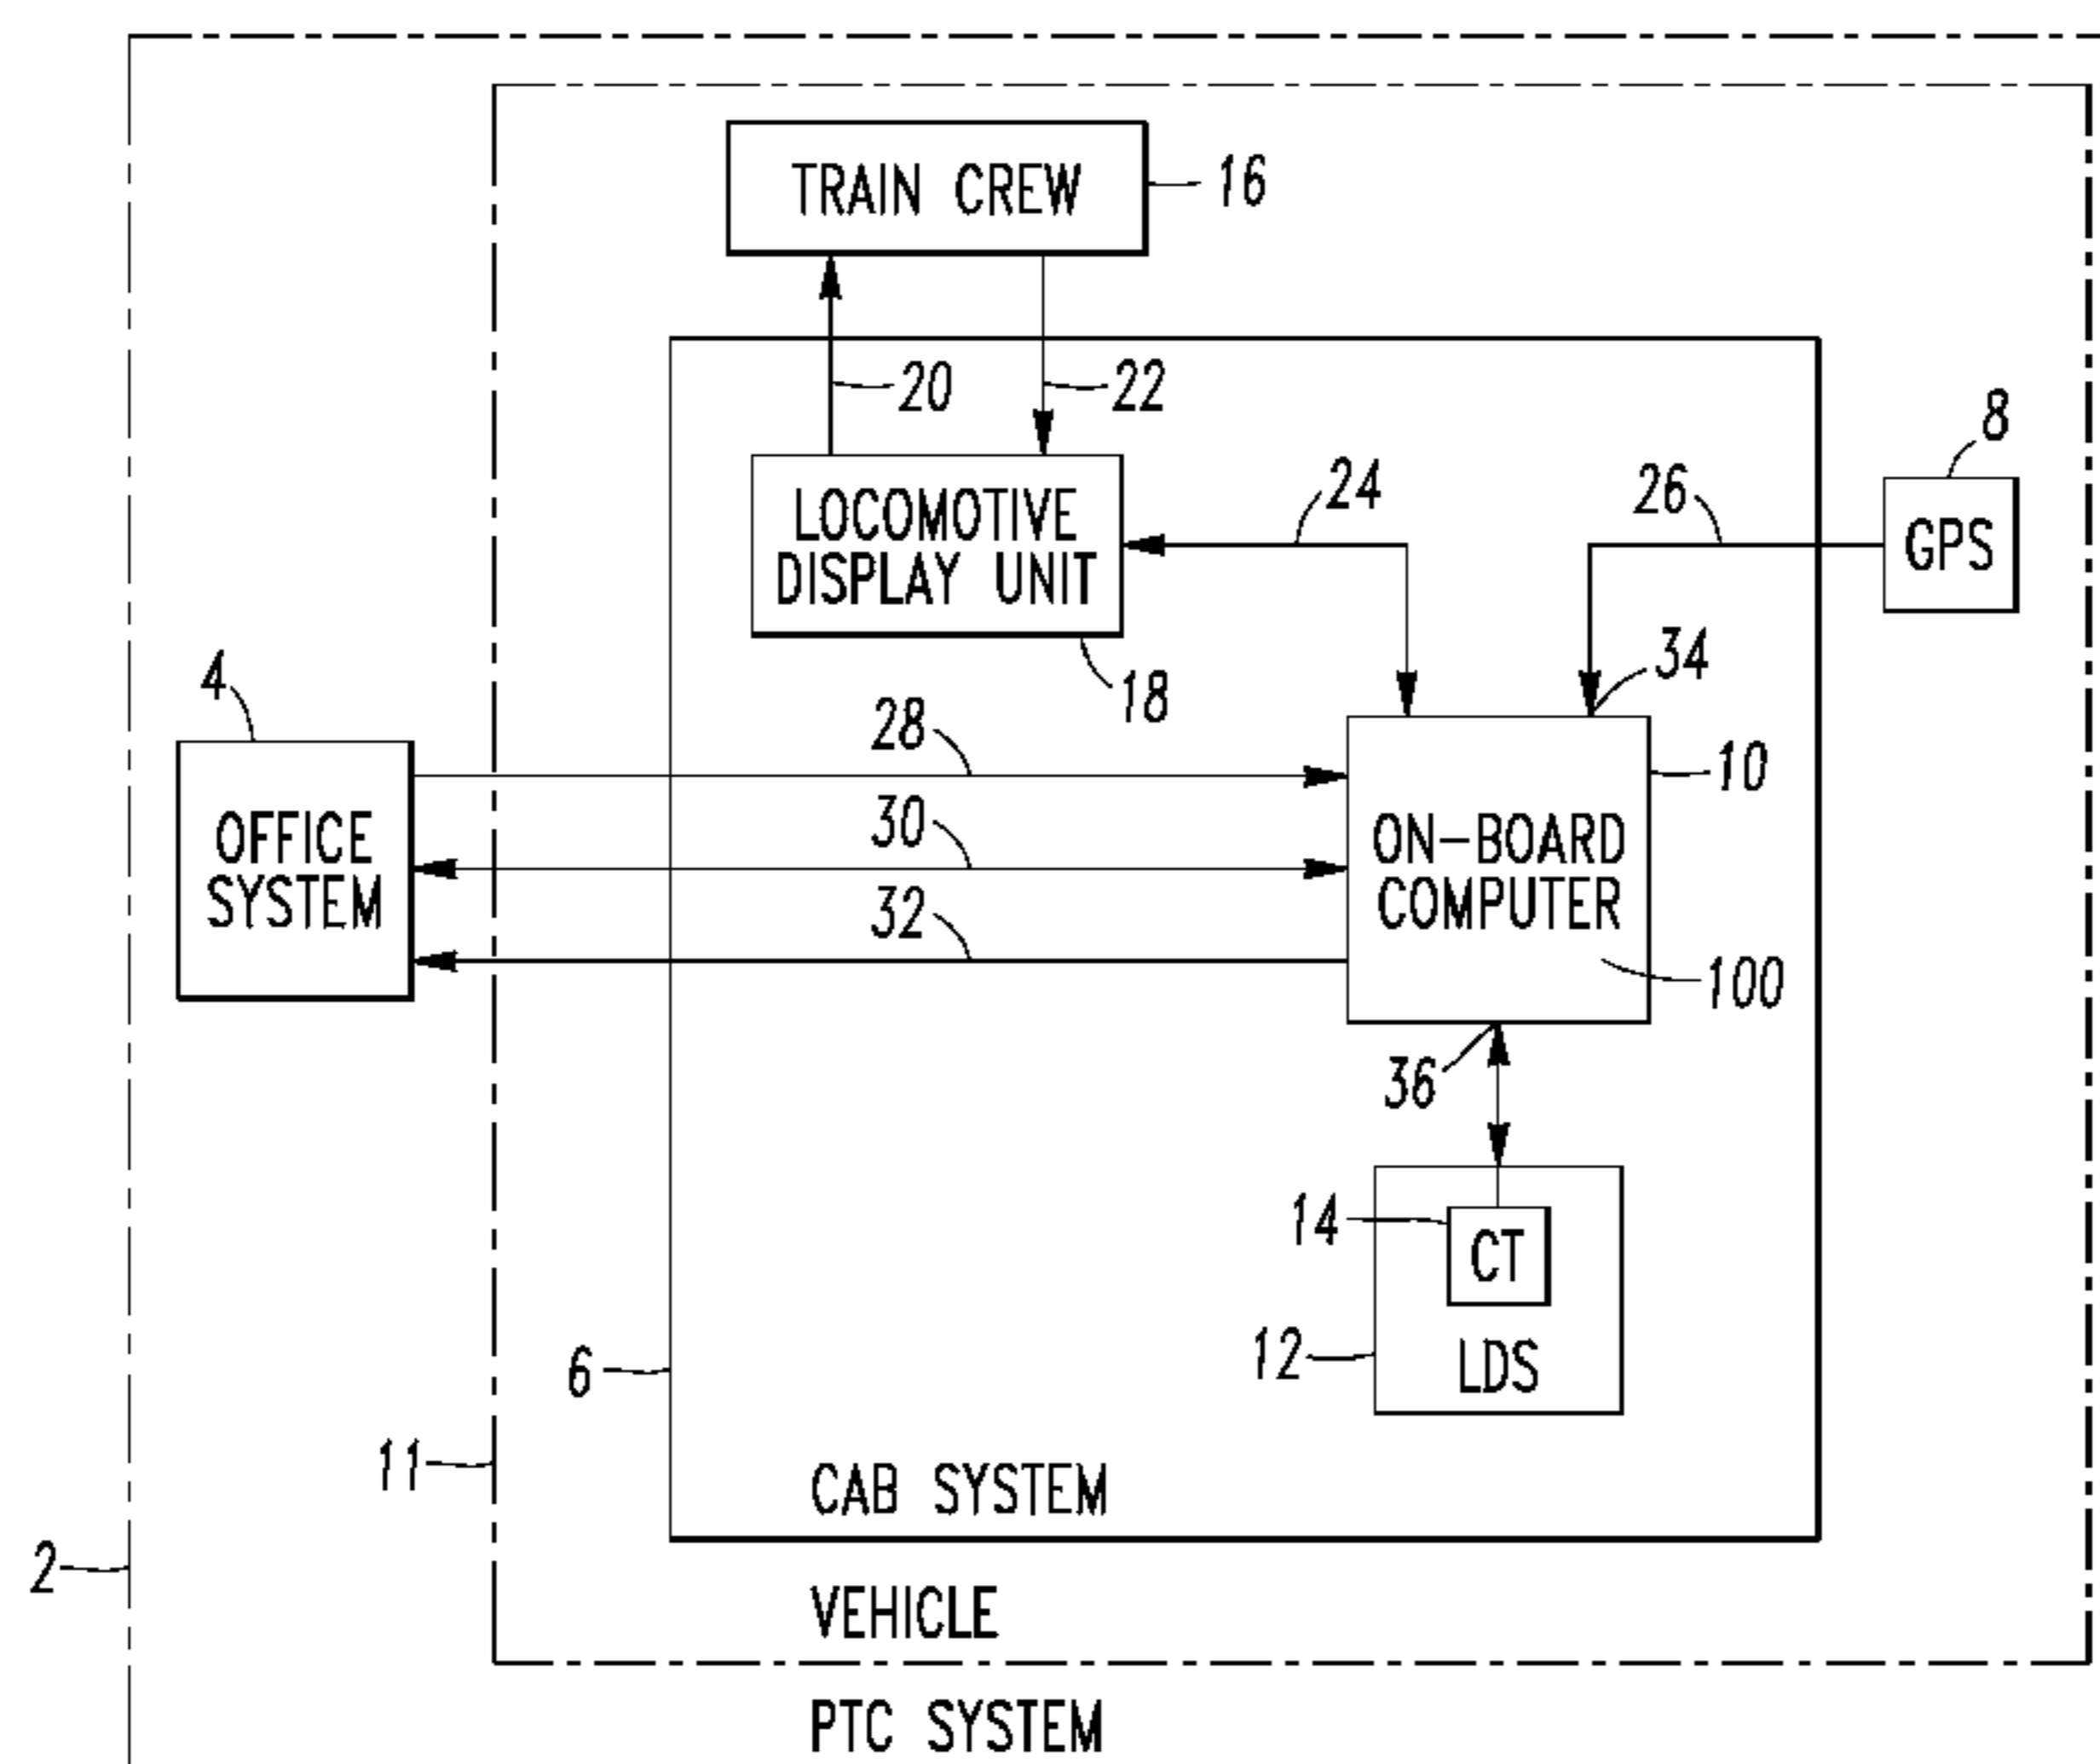 TRAIN CREW
16
20
22
8
LOCOMOTIVE
DISPLAY UNIT
24
26
GPS
34
18
4
28
10
OFFICE
SYSTEM
30
ON-BOARD
COMPUTER
32
100
36
14
CT
12
LDS
6
11
CAB SYSTEM
2
VEHICLE
PTC SYSTEM